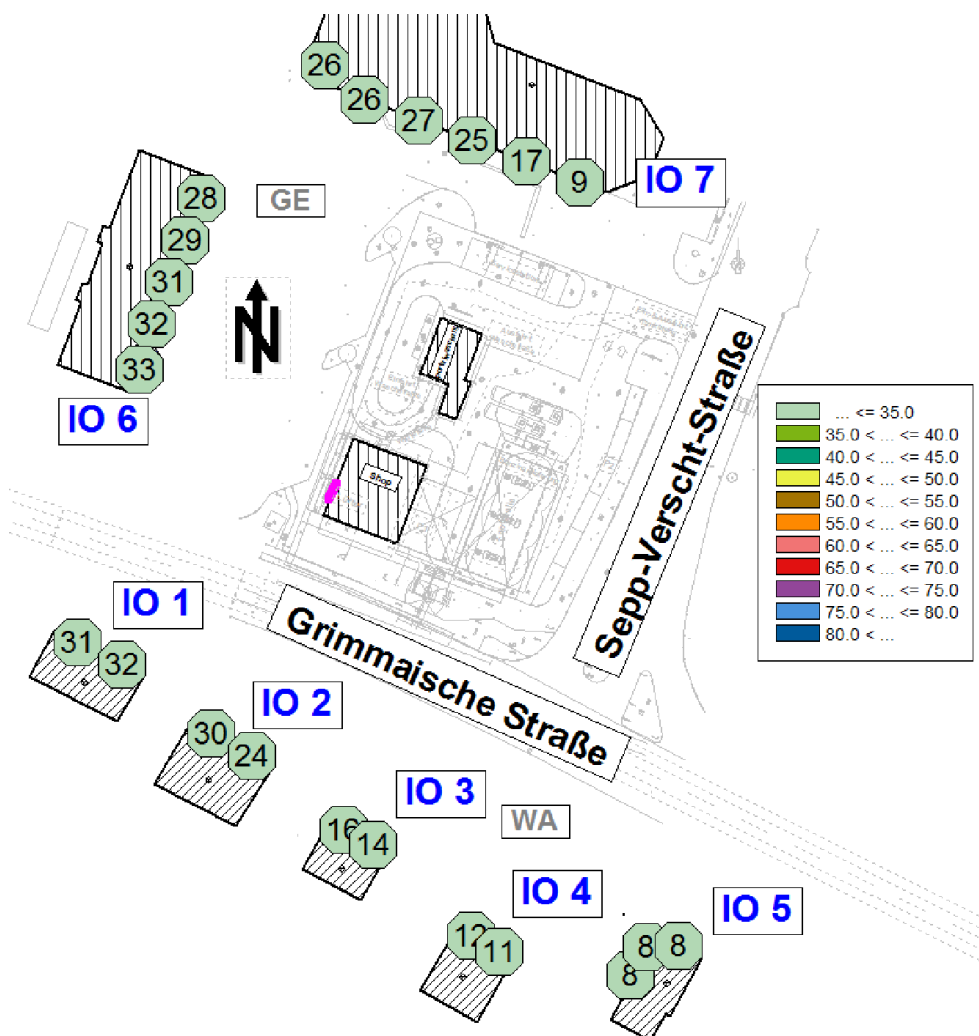 26
26
27
25
17
9
IO 7
28
GE
29
31
32
33
N
IO 6
Shop
Sepp-Verscht-Straße
... <= 35.0
35.0 < ... <= 40.0
40.0 < ... <= 45.0
45.0 < ... <= 50.0
50.0 < ... <= 55.0
55.0 < ... <= 60.0
60.0 < ... <= 65.0
65.0 < ... <= 70.0
70.0 < ... <= 75.0
75.0 < ... <= 80.0
80.0 < ...
IO 1
31
32
Grimmaische Straße
IO 2
30
24
IO 3
WA
16
14
IO 4
IO 5
12
11
8
8
8